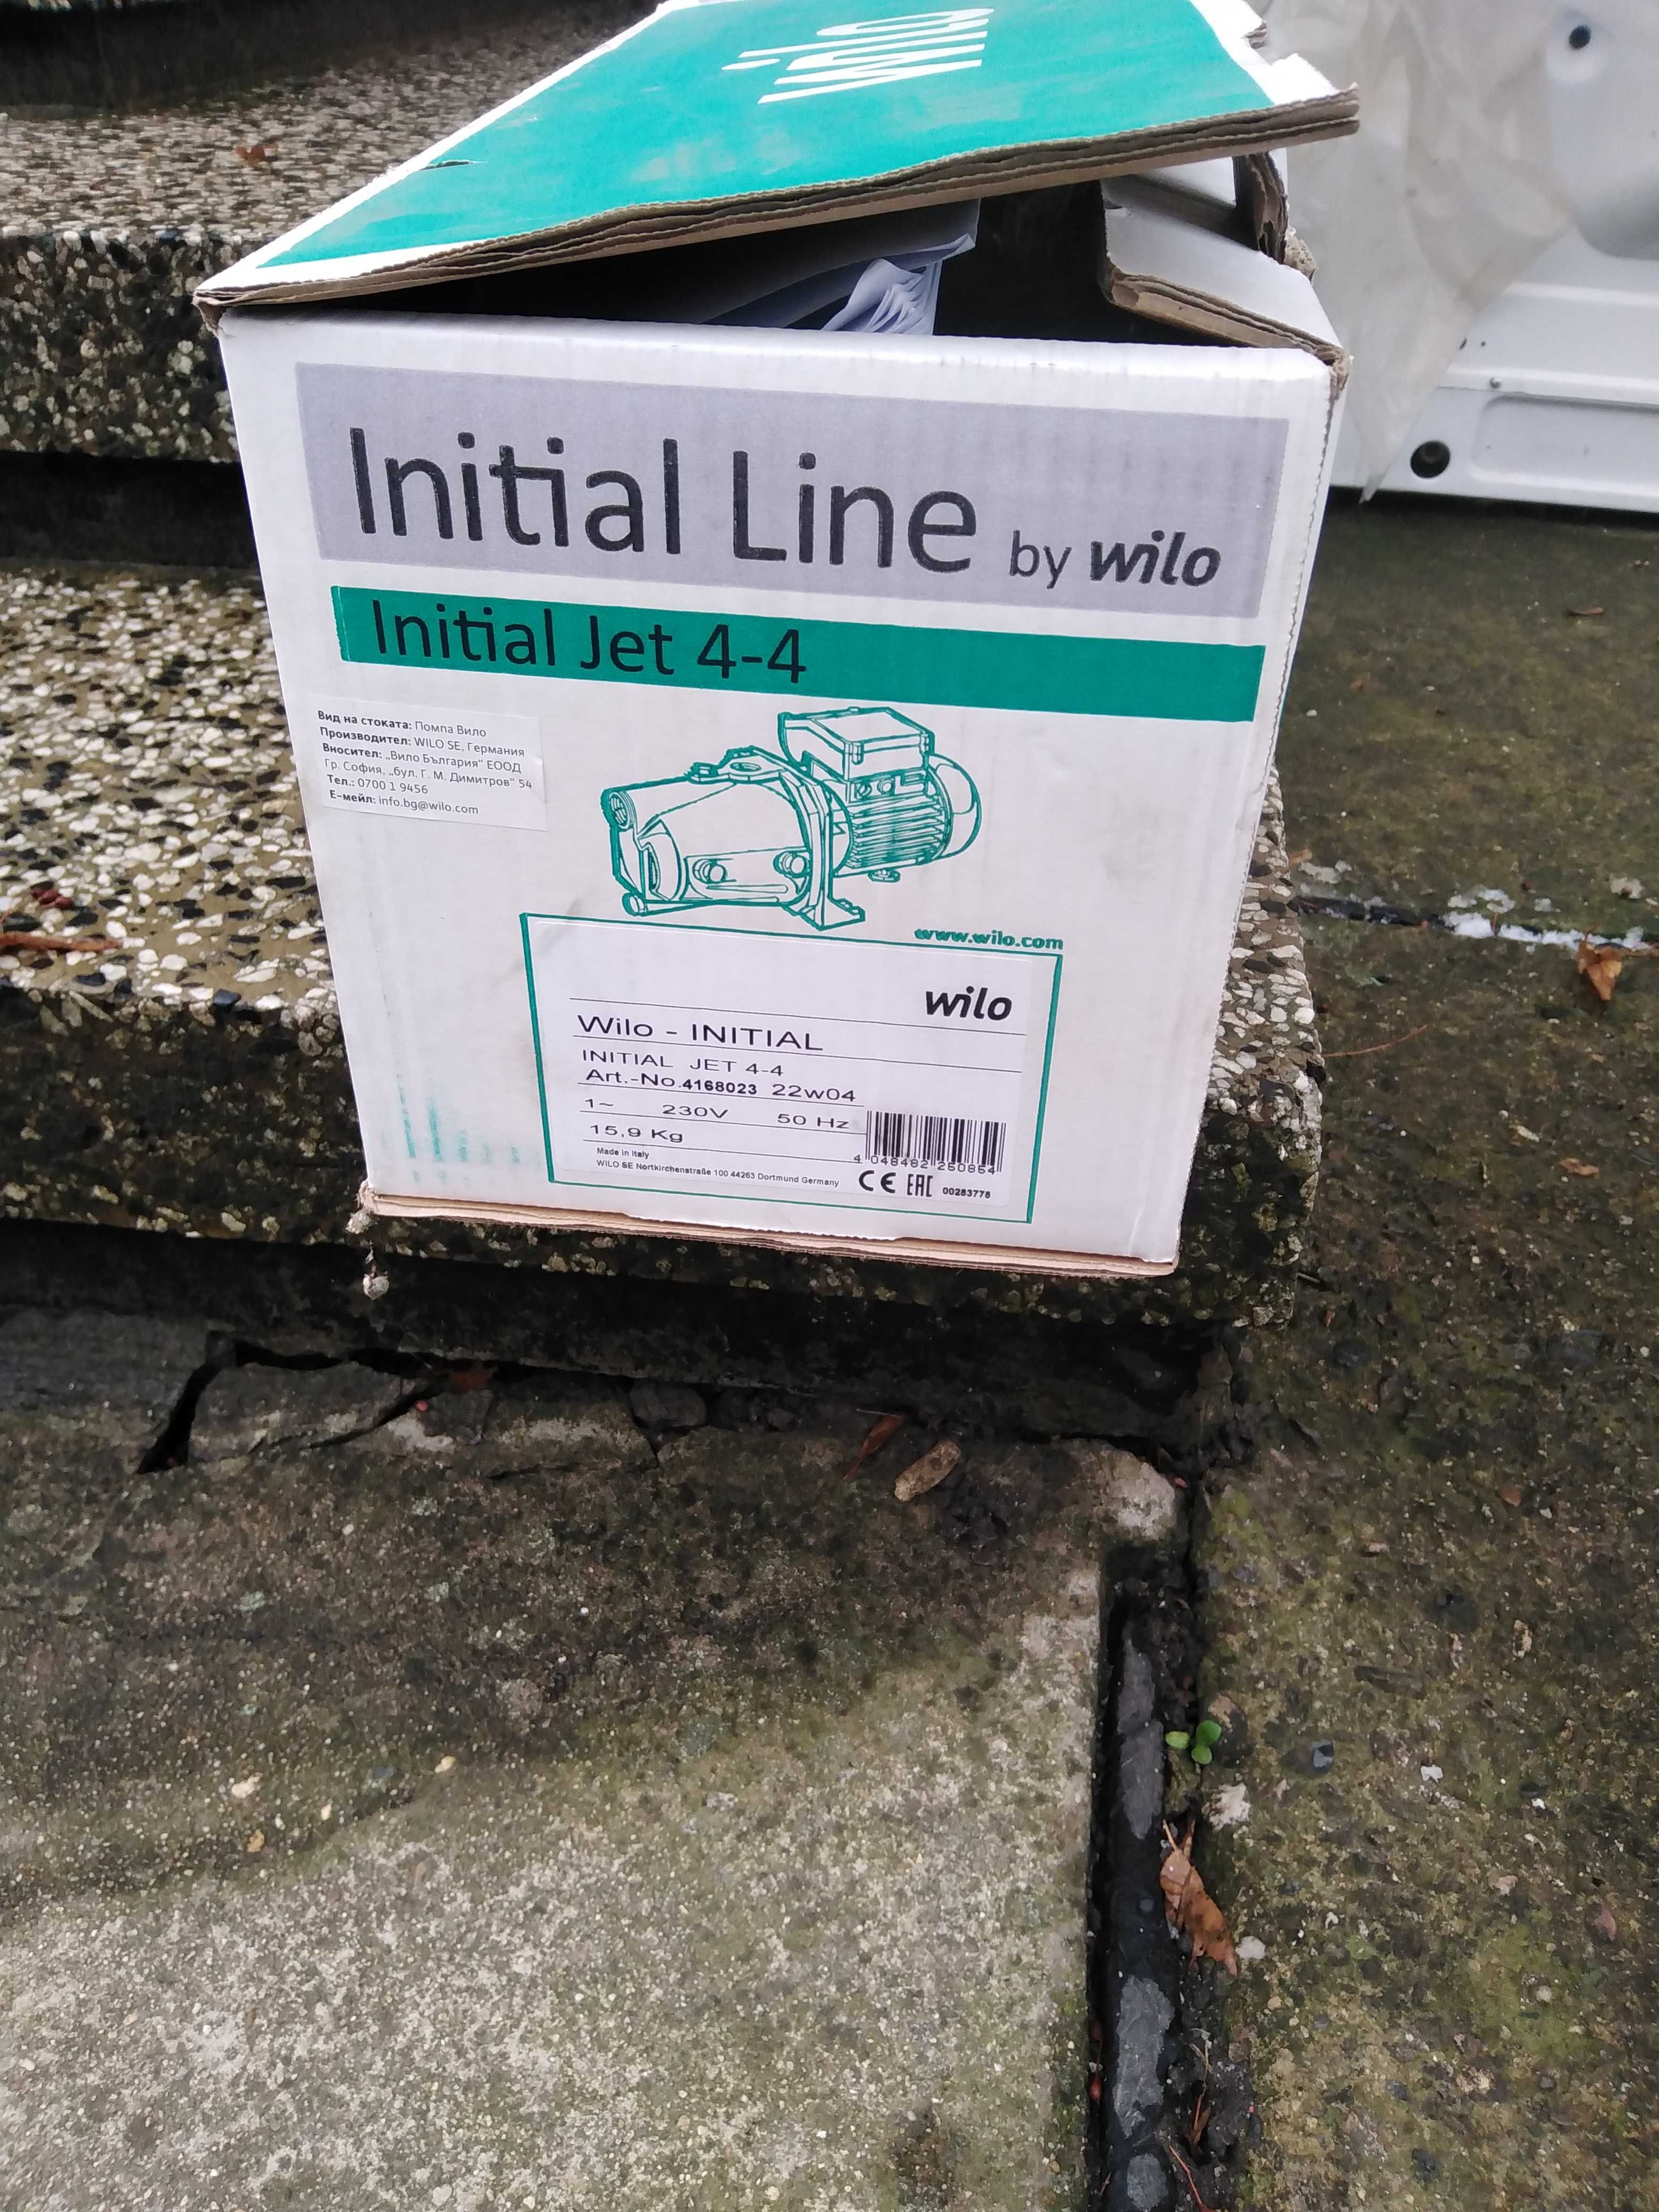 wilo
Initial Line by wilo
Initial Jet 4-4
Вид на стоката: Помпа Вило
Производител: WILO SE, Германия
Вносител: „Вило България" ЕООД
Гр. София, „бул. Г. М. Димитров" 54
Тел.: 0700 1 9456
Е-мейл: info.bg@wilo.com
www.wilo.com
wilo
Wilo - INITIAL
INITIAL JET 4-4
Art.-No.4168023 22w04
1~ 230V 50 Hz
15,9 Kg
4 048482 250854
Made in Italy
WILO SE Nortkirchenstraße 100 44263 Dortmund Germany
CE EAC 00283776